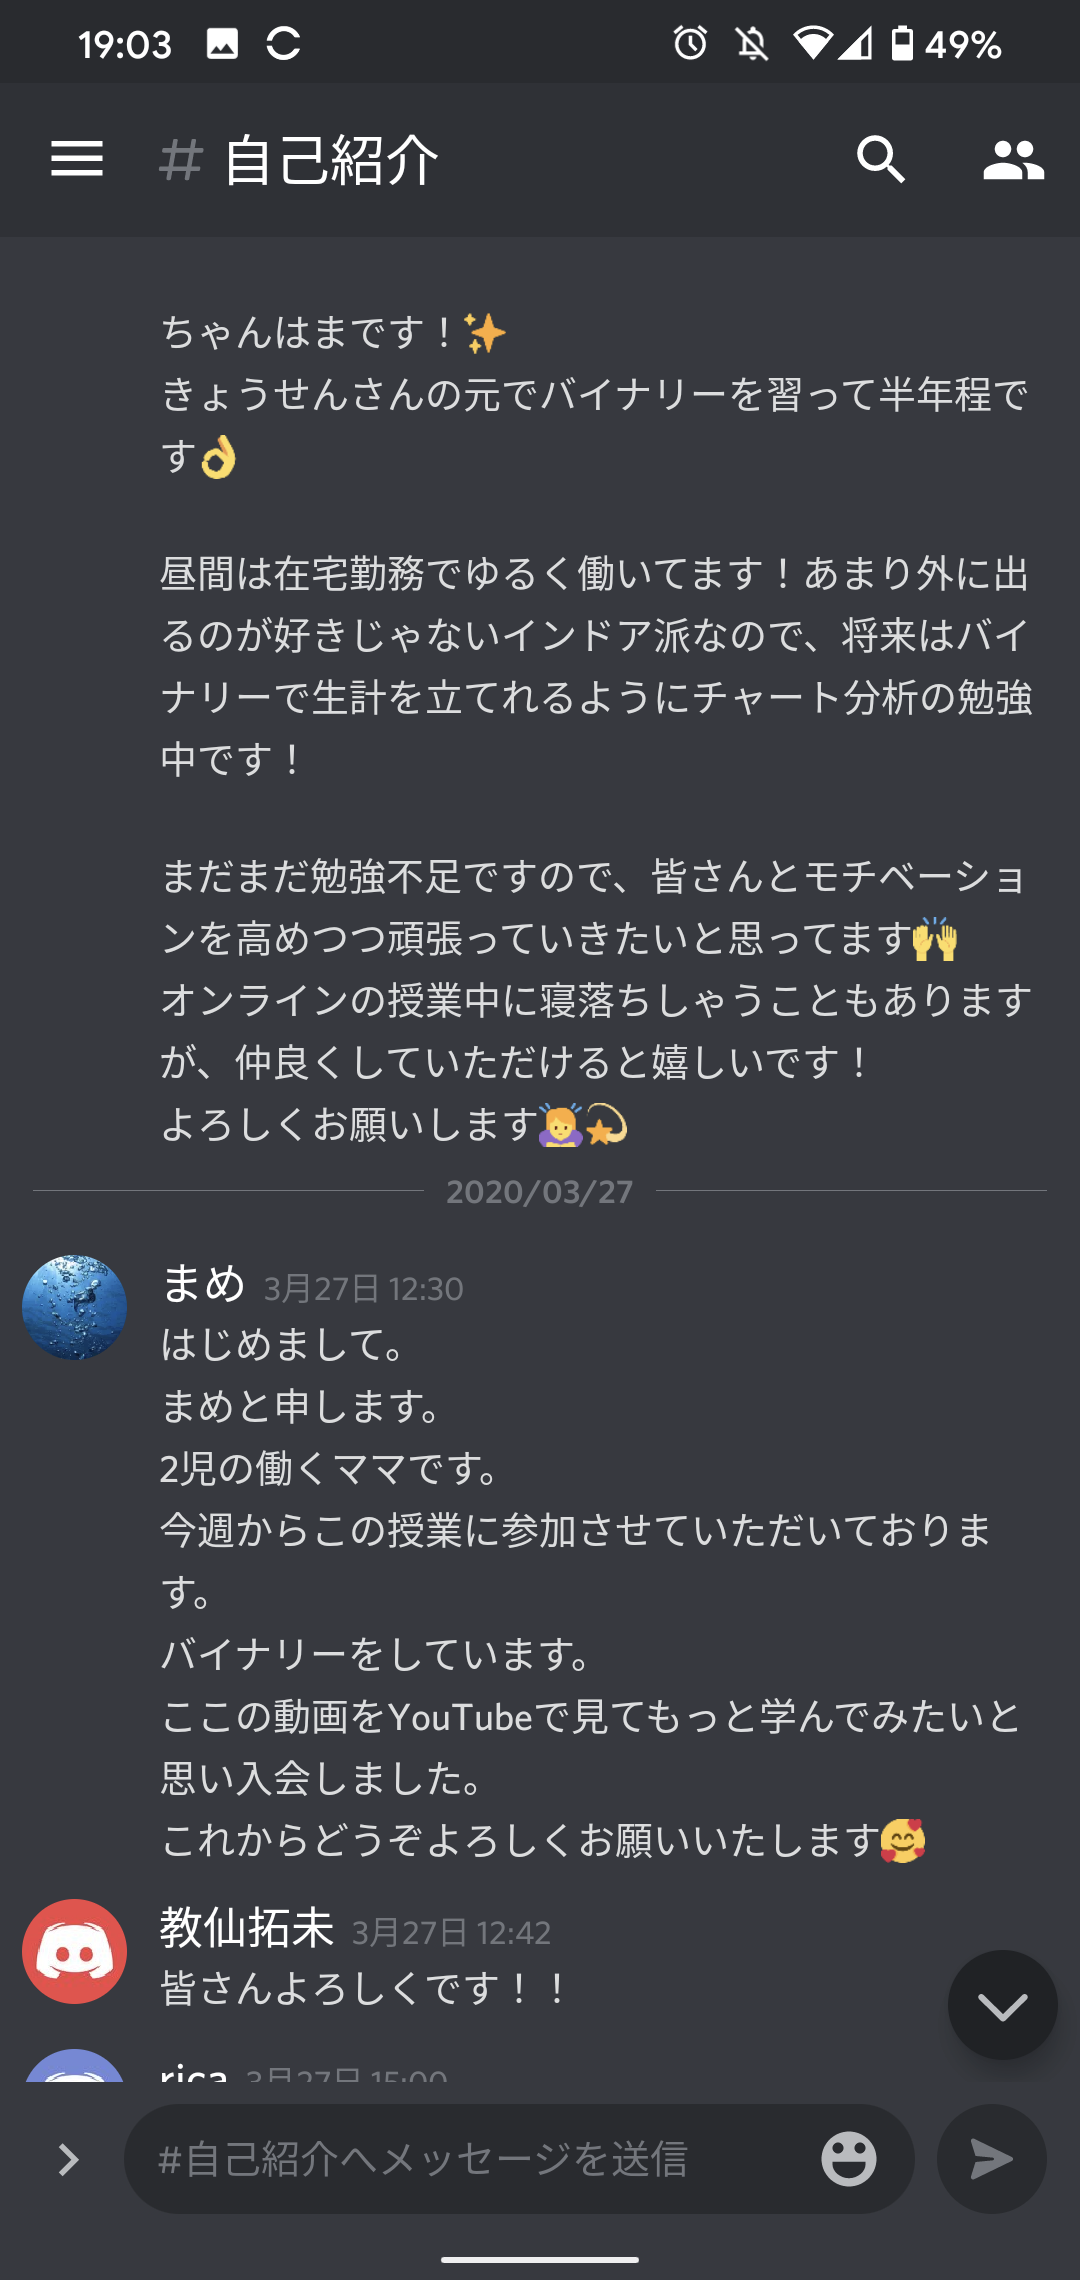 19:03 49%
# 自己紹介
ちゃんはまです！✨
きょうせんさんの元でバイナリーを習って半年程で
す👌
昼間は在宅勤務でゆるく働いてます！あまり外に出
るのが好きじゃないインドア派なので、将来はバイ
ナリーで生計を立てれるようにチャート分析の勉強
中です！
まだまだ勉強不足ですので、皆さんとモチベーショ
ンを高めつつ頑張っていきたいと思ってます🙌
オンラインの授業中に寝落ちしゃうこともあります
が、仲良くしていただけると嬉しいです！
よろしくお願いします🙇💫
2020/03/27
まめ 3月27日 12:30
はじめまして。
まめと申します。
2児の働くママです。
今週からこの授業に参加させていただいておりま
す。
バイナリーをしています。
ここの動画をYouTubeで見てもっと学んでみたいと
思い入会しました。
これからどうぞよろしくお願いいたします🥰
教仙拓未 3月27日 12:42
皆さんよろしくです！！
rica 3月27日 15:00
#自己紹介へメッセージを送信